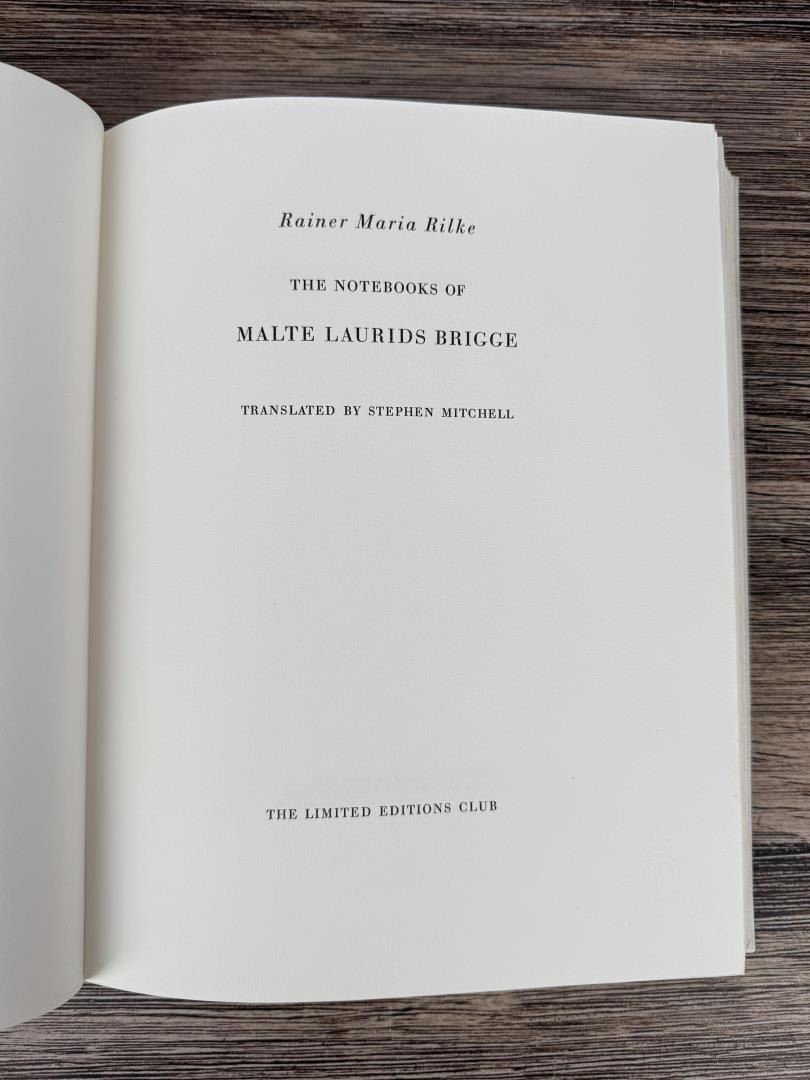 Rainer Maria Rilke
THE NOTEBOOKS OF
MALTE LAURIDS BRIGGE
TRANSLATED BY STEPHEN MITCHELL
THE LIMITED EDITIONS CLUB